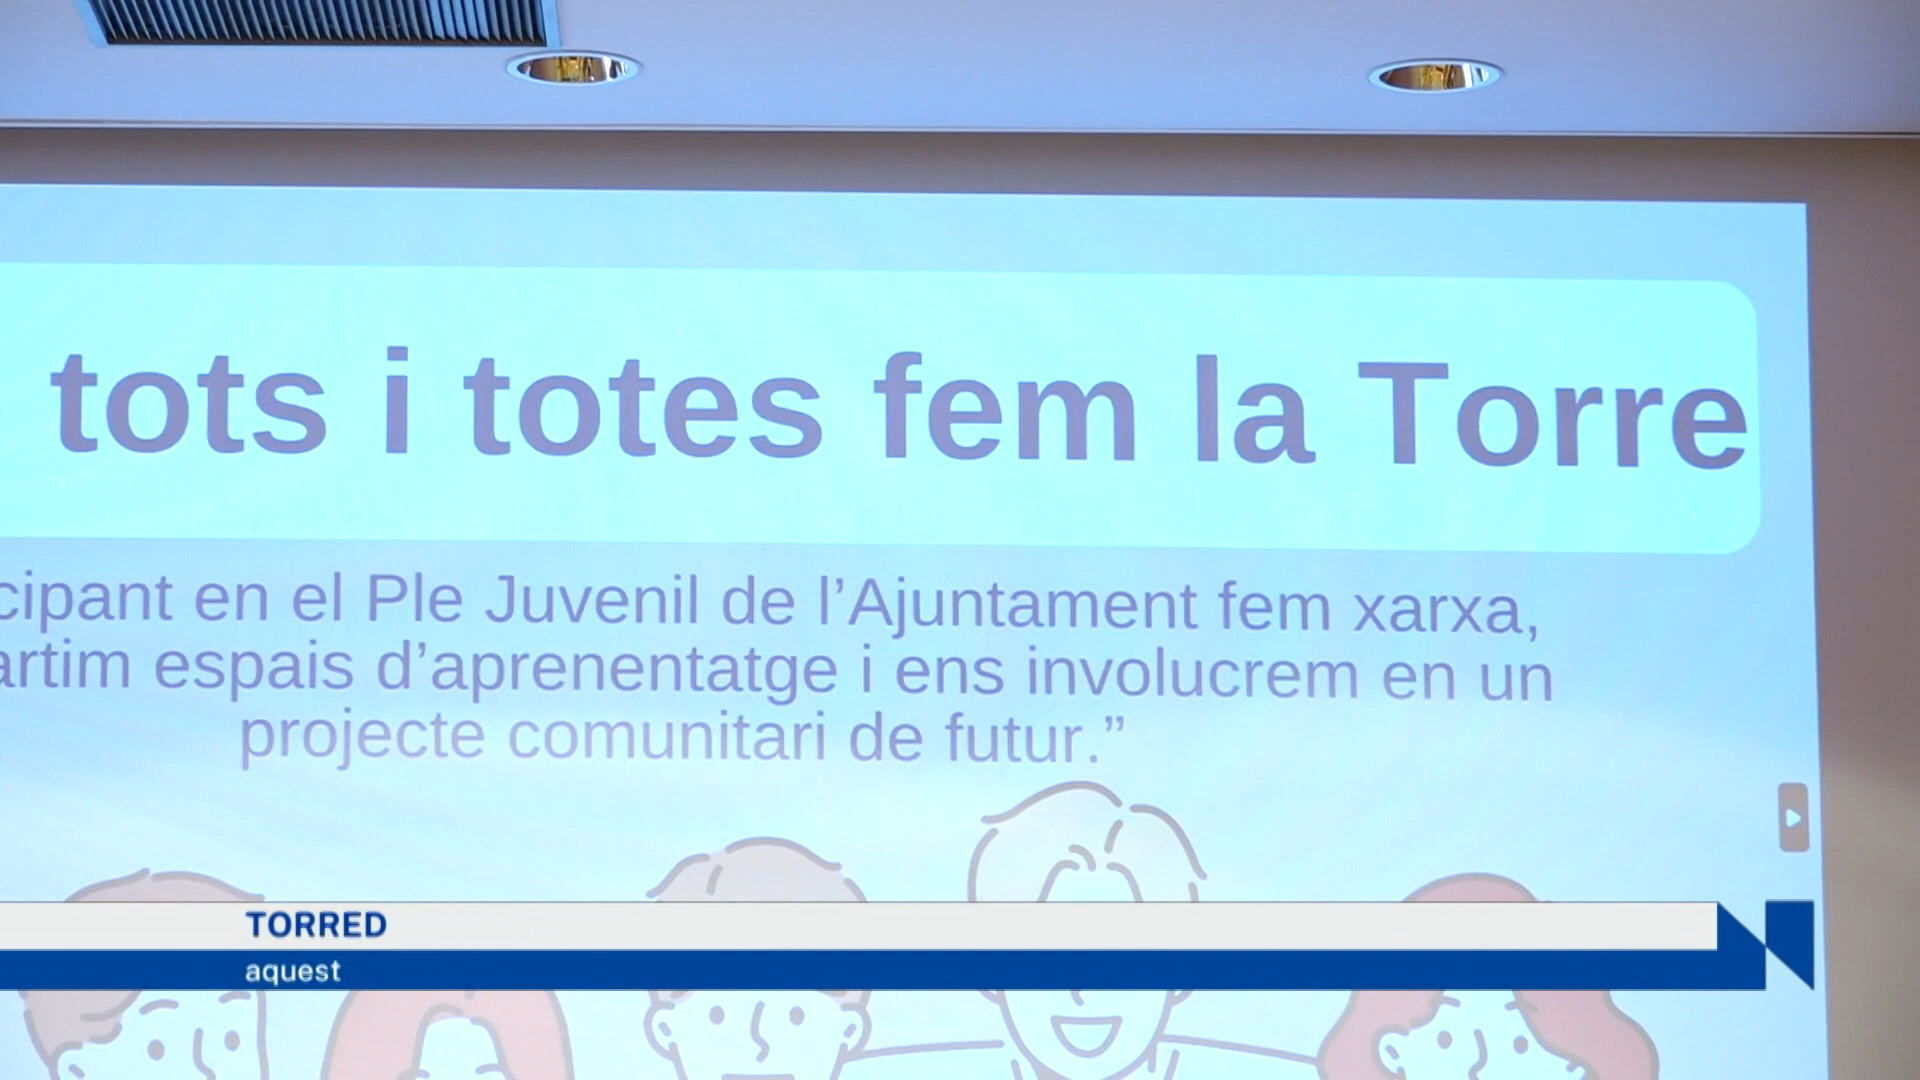 tots i totes fem la Torre
cipant en el Ple Juvenil de l’Ajuntament fem xarxa,
artim espais d’aprenentatge i ens involucrem en un
projecte comunitari de futur.”
TORRED
aquest